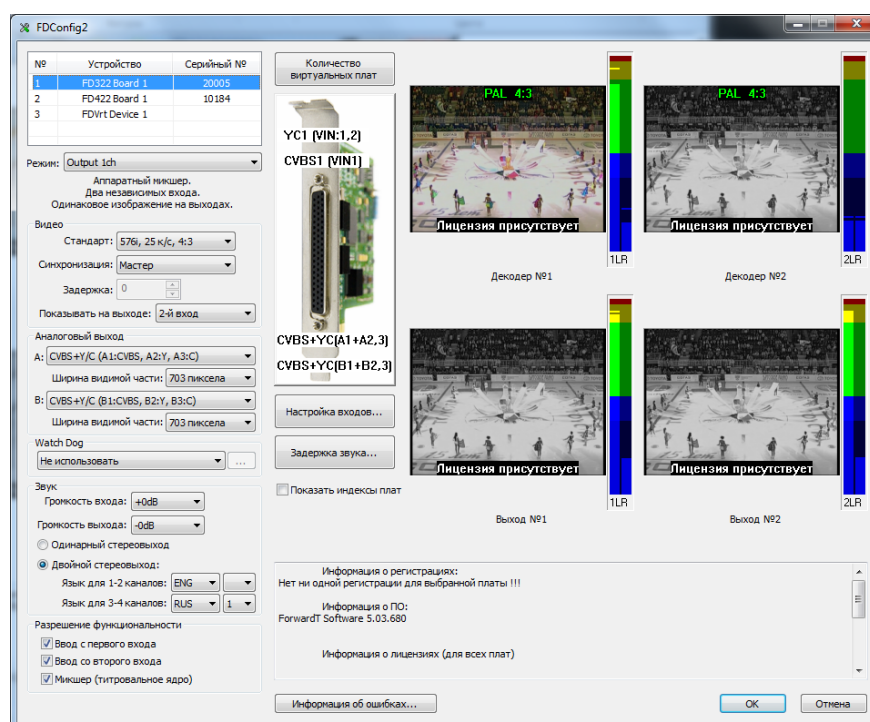 FDConfig2
№ Устройство Серийный №
1 FD322 Board 1 20005
2 FD422 Board 1 10184
3 FDVrt Device 1
Режим: Output 1ch
Аппаратный микшер.
Два независимых входа.
Одинаковое изображение на выходах.
Видео
Стандарт: 576i, 25 к/с, 4:3
Синхронизация: Мастер
Задержка: 0
Показывать на выходе: 2-й вход
Аналоговый выход
A: CVBS+Y/C (A1:CVBS, A2:Y, A3:C)
Ширина видимой части: 703 пиксела
B: CVBS+Y/C (B1:CVBS, B2:Y, B3:C)
Ширина видимой части: 703 пиксела
Watch Dog
Не использовать ...
Звук
Громкость входа: +0dB
Громкость выхода: -0dB
Одинарный стереовыход
Двойной стереовыход:
Язык для 1-2 каналов: ENG
Язык для 3-4 каналов: RUS 1
Разрешение функциональности
Ввод с первого входа
Ввод со второго входа
Микшер (титровальное ядро)
Количество
виртуальных плат
YC1 (VIN:1,2)
CVBS1 (VIN1)
CVBS+YC(A1+A2,3)
CVBS+YC(B1+B2,3)
Настройка входов...
Задержка звука...
Показать индексы плат
PAL 4:3
Лицензия присутствует
1LR
Декодер №1
PAL 4:3
Лицензия присутствует
2LR
Декодер №2
Лицензия присутствует
1LR
Выход №1
Лицензия присутствует
2LR
Выход №2
Информация о регистрациях:
Нет ни одной регистрации для выбранной платы !!!
Информация о ПО:
ForwardT Software 5.03.680
Информация о лицензиях (для всех плат)
Информация об ошибках...
OK
Отмена